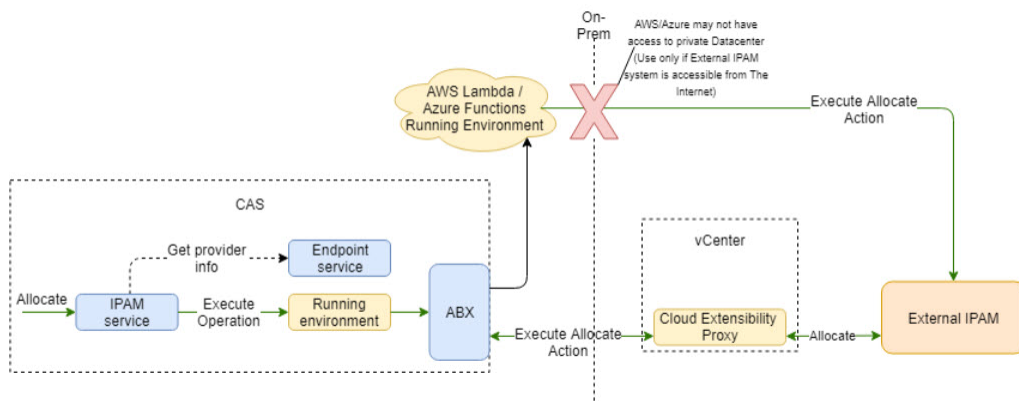 On-
Prem
AWS/Azure may not have
access to private Datacenter
(Use only if External IPAM
system is accessible from The
Internet)
AWS Lambda /
Azure Functions
Running Environment
Execute Allocate
Action
CAS
Get provider
info
Endpoint
service
vCenter
Allocate
IPAM
service
Execute
Operation
Running
environment
ABX
Execute Allocate
Action
Cloud Extensibility
Proxy
Allocate
External IPAM